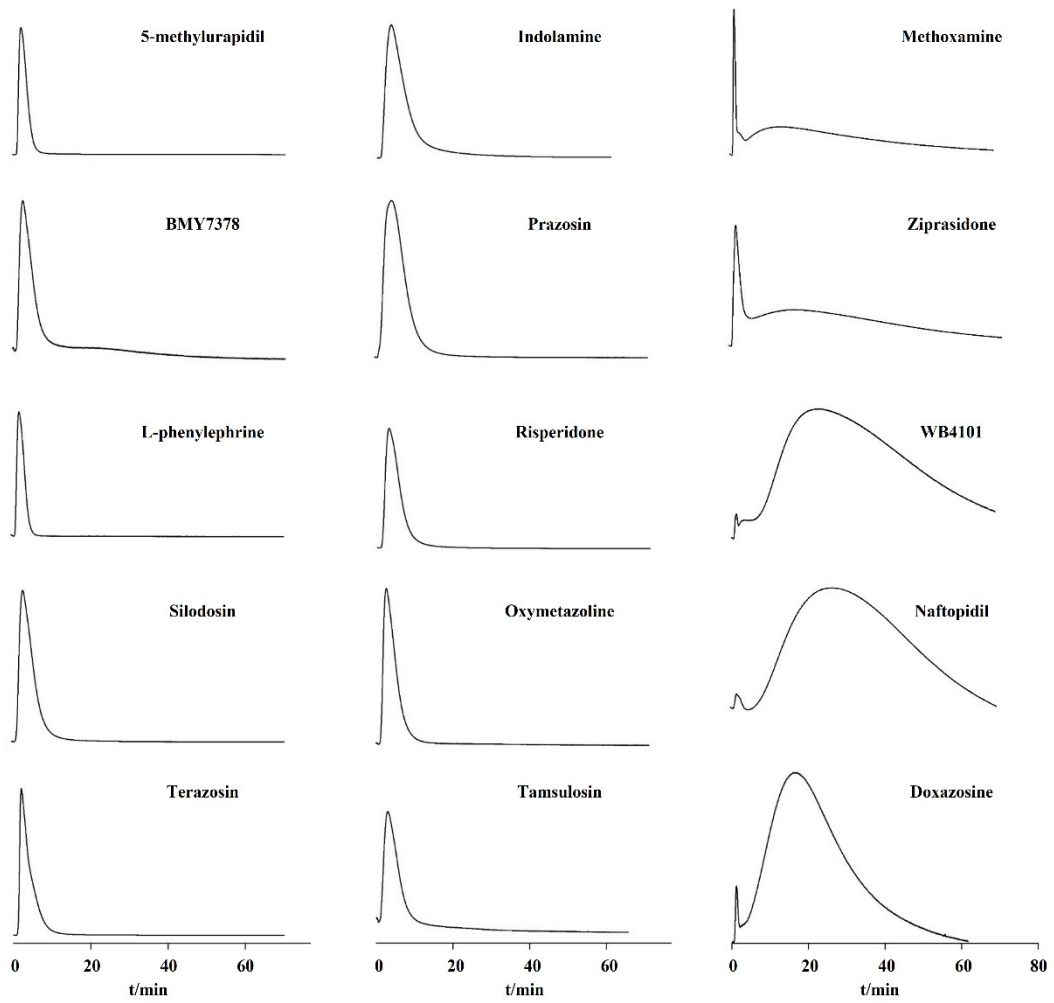 5-methylurapidil
Indolamine
Methoxamine
BMY7378
Prazosin
Ziprasidone
L-phenylephrine
Risperidone
WB4101
Silodosin
Oxymetazoline
Naftopidil
Terazosin
Tamsulosin
Doxazosine
0 20 40 60
0 20 40 60
0 20 40 60 80
t/min
t/min
t/min